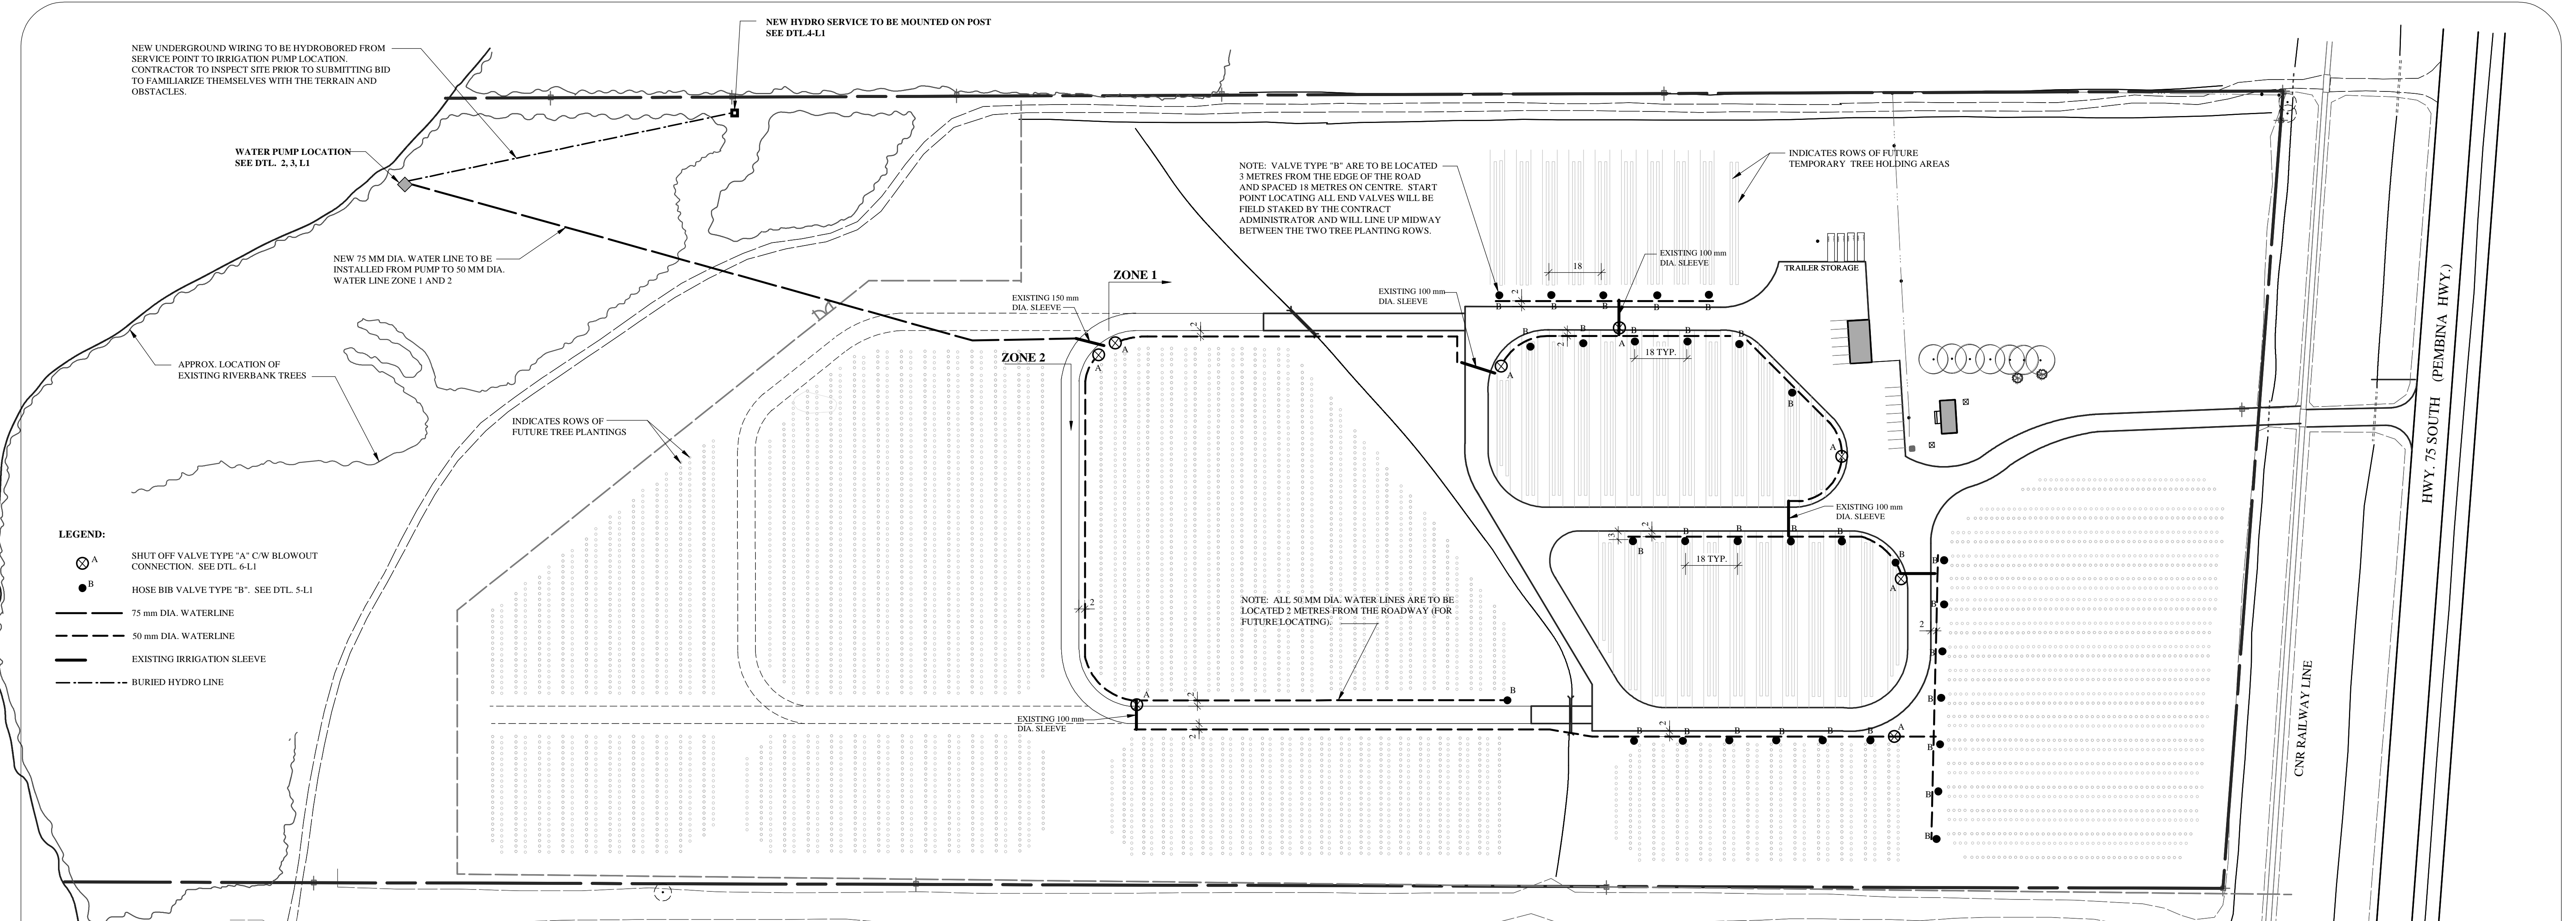 NEW HYDRO SERVICE TO BE MOUNTED ON POST
SEE DTL.4-L1
NEW UNDERGROUND WIRING TO BE HYDROBORED FROM
SERVICE POINT TO IRRIGATION PUMP LOCATION.
CONTRACTOR TO INSPECT SITE PRIOR TO SUBMITTING BID
TO FAMILIARIZE THEMSELVES WITH THE TERRAIN AND
OBSTACLES.
WATER PUMP LOCATION
SEE DTL. 2, 3, L1
NEW 75 MM DIA. WATER LINE TO BE
INSTALLED FROM PUMP TO 50 MM DIA.
WATER LINE ZONE 1 AND 2
APPROX. LOCATION OF
EXISTING RIVERBANK TREES
INDICATES ROWS OF
FUTURE TREE PLANTINGS
ZONE 1
EXISTING 150 mm
DIA. SLEEVE
ZONE 2
A
A
2
2
NOTE: VALVE TYPE "B" ARE TO BE LOCATED
3 METRES FROM THE EDGE OF THE ROAD
AND SPACED 18 METRES ON CENTRE. START
POINT LOCATING ALL END VALVES WILL BE
FIELD STAKED BY THE CONTRACT
ADMINISTRATOR AND WILL LINE UP MIDWAY
BETWEEN THE TWO TREE PLANTING ROWS.
INDICATES ROWS OF FUTURE
TEMPORARY TREE HOLDING AREAS
EXISTING 100 mm
DIA. SLEEVE
18
TRAILER STORAGE
EXISTING 100 mm
DIA. SLEEVE
2
B
B
B
B
B
B
B
B
B
B
2
A
18 TYP.
A
B
A
EXISTING 100 mm
DIA. SLEEVE
3
2
B
B
B
B
B
18 TYP.
B
A
B
B
2
B
B
B
B
B
NOTE: ALL 50 MM DIA. WATER LINES ARE TO BE
LOCATED 2 METRES FROM THE ROADWAY (FOR
FUTURE LOCATING).
A
2
B
EXISTING 100 mm
DIA. SLEEVE
2
B
2
B
B
B
B
B
A
HWY. 75 SOUTH (PEMBINA HWY.)
CNR RAILWAY LINE
LEGEND:
A
SHUT OFF VALVE TYPE "A" C/W BLOWOUT
CONNECTION. SEE DTL. 6-L1
B
HOSE BIB VALVE TYPE "B". SEE DTL. 5-L1
75 mm DIA. WATERLINE
50 mm DIA. WATERLINE
EXISTING IRRIGATION SLEEVE
BURIED HYDRO LINE